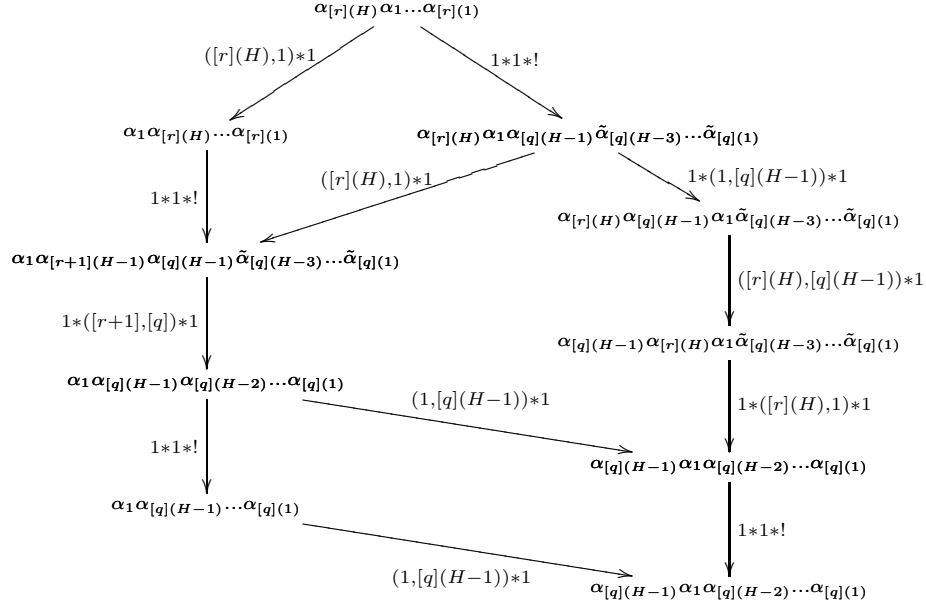 α_{[r](H)}α_1...α_{[r](1)}
([r](H),1)∗1
1∗1∗!
α_1α_{[r](H)}...α_{[r](1)}
α_{[r](H)}α_1α_{[q](H−1)}α̃_{[q](H−3)}...α̃_{[q](1)}
([r](H),1)∗1
1∗(1,[q](H−1))∗1
1∗1∗!
α_{[r](H)}α_{[q](H−1)}α_1α̃_{[q](H−3)}...α̃_{[q](1)}
α_1α_{[r+1](H−1)}α_{[q](H−1)}α̃_{[q](H−3)}...α̃_{[q](1)}
([r](H),[q](H−1))∗1
1∗([r+1],[q])∗1
α_{[q](H−1)}α_{[r](H)}α_1α̃_{[q](H−3)}...α̃_{[q](1)}
α_1α_{[q](H−1)}α_{[q](H−2)}...α_{[q](1)}
(1,[q](H−1))∗1
1∗([r](H),1)∗1
1∗1∗!
α_{[q](H−1)}α_1α_{[q](H−2)}...α_{[q](1)}
α_1α_{[q](H−1)}...α_{[q](1)}
1∗1∗!
(1,[q](H−1))∗1
α_{[q](H−1)}α_1α_{[q](H−2)}...α_{[q](1)}